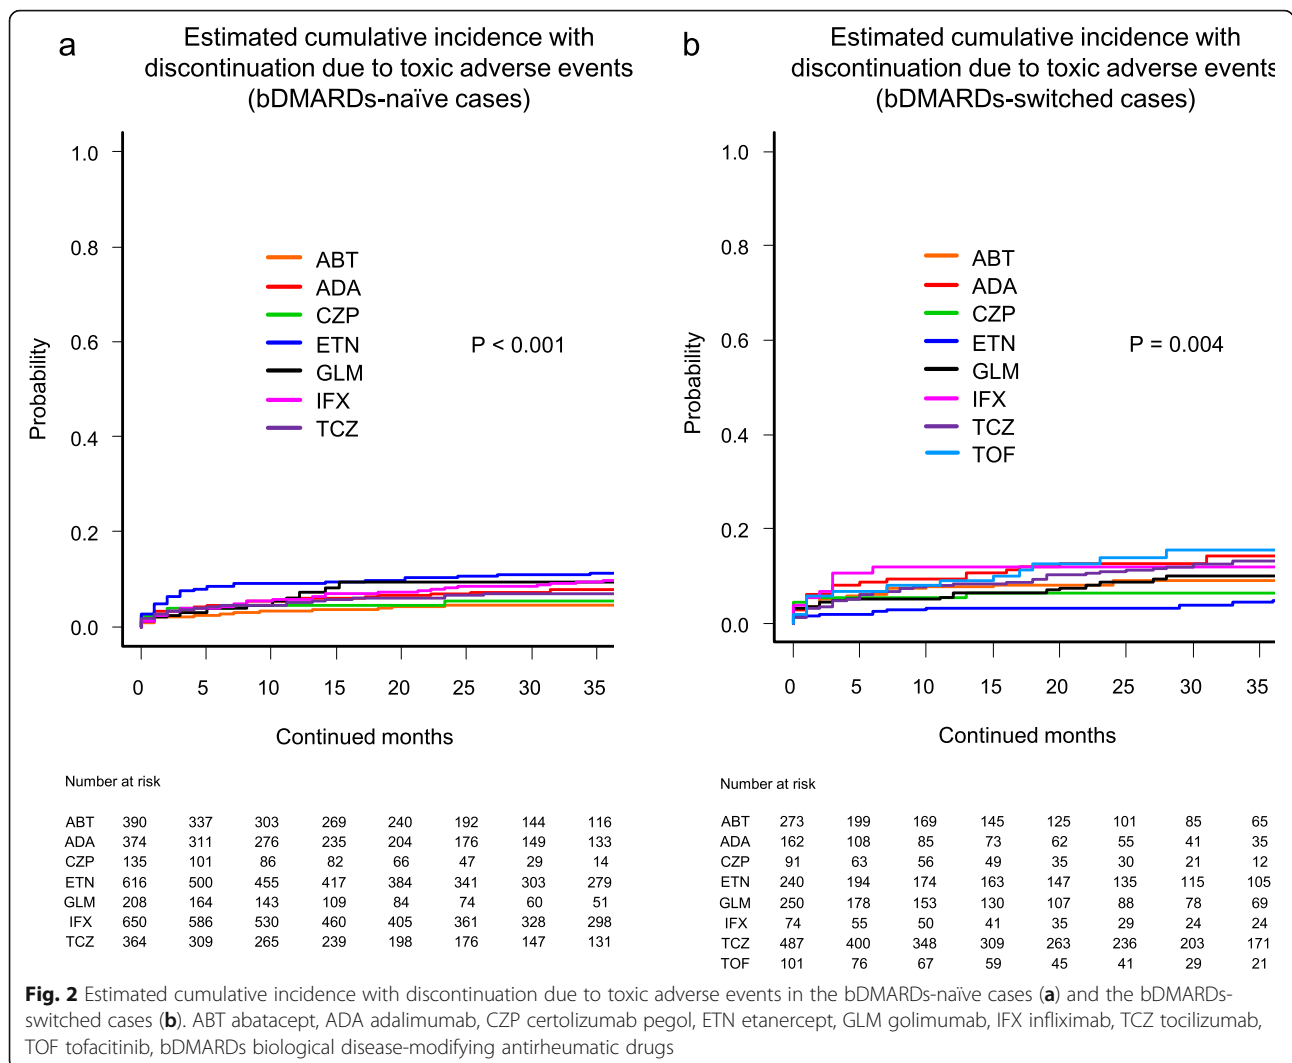 a
Estimated cumulative incidence with
discontinuation due to toxic adverse events
(bDMARDs-naïve cases)
1.0
0.8
0.6
0.4
0.2
0.0
Probability
ABT
ADA
CZP
ETN
GLM
IFX
TCZ
P < 0.001
0 5 10 15 20 25 30 35
Continued months
Number at risk
ABT 390 337 303 269 240 192 144 116
ADA 374 311 276 235 204 176 149 133
CZP 135 101 86 82 66 47 29 14
ETN 616 500 455 417 384 341 303 279
GLM 208 164 143 109 84 74 60 51
IFX 650 586 530 460 405 361 328 298
TCZ 364 309 265 239 198 176 147 131
b
Estimated cumulative incidence with
discontinuation due to toxic adverse events
(bDMARDs-switched cases)
1.0
0.8
0.6
0.4
0.2
0.0
Probability
ABT
ADA
CZP
ETN
GLM
IFX
TCZ
TOF
P = 0.004
0 5 10 15 20 25 30 35
Continued months
Number at risk
ABT 273 199 169 145 125 101 85 65
ADA 162 108 85 73 62 55 41 35
CZP 91 63 56 49 35 30 21 12
ETN 240 194 174 163 147 135 115 105
GLM 250 178 153 130 107 88 78 69
IFX 74 55 50 41 35 29 24 24
TCZ 487 400 348 309 263 236 203 171
TOF 101 76 67 59 45 41 29 21
Fig. 2 Estimated cumulative incidence with discontinuation due to toxic adverse events in the bDMARDs-naïve cases (a) and the bDMARDs-
switched cases (b). ABT abatacept, ADA adalimumab, CZP certolizumab pegol, ETN etanercept, GLM golimumab, IFX infliximab, TCZ tocilizumab,
TOF tofacitinib, bDMARDs biological disease-modifying antirheumatic drugs